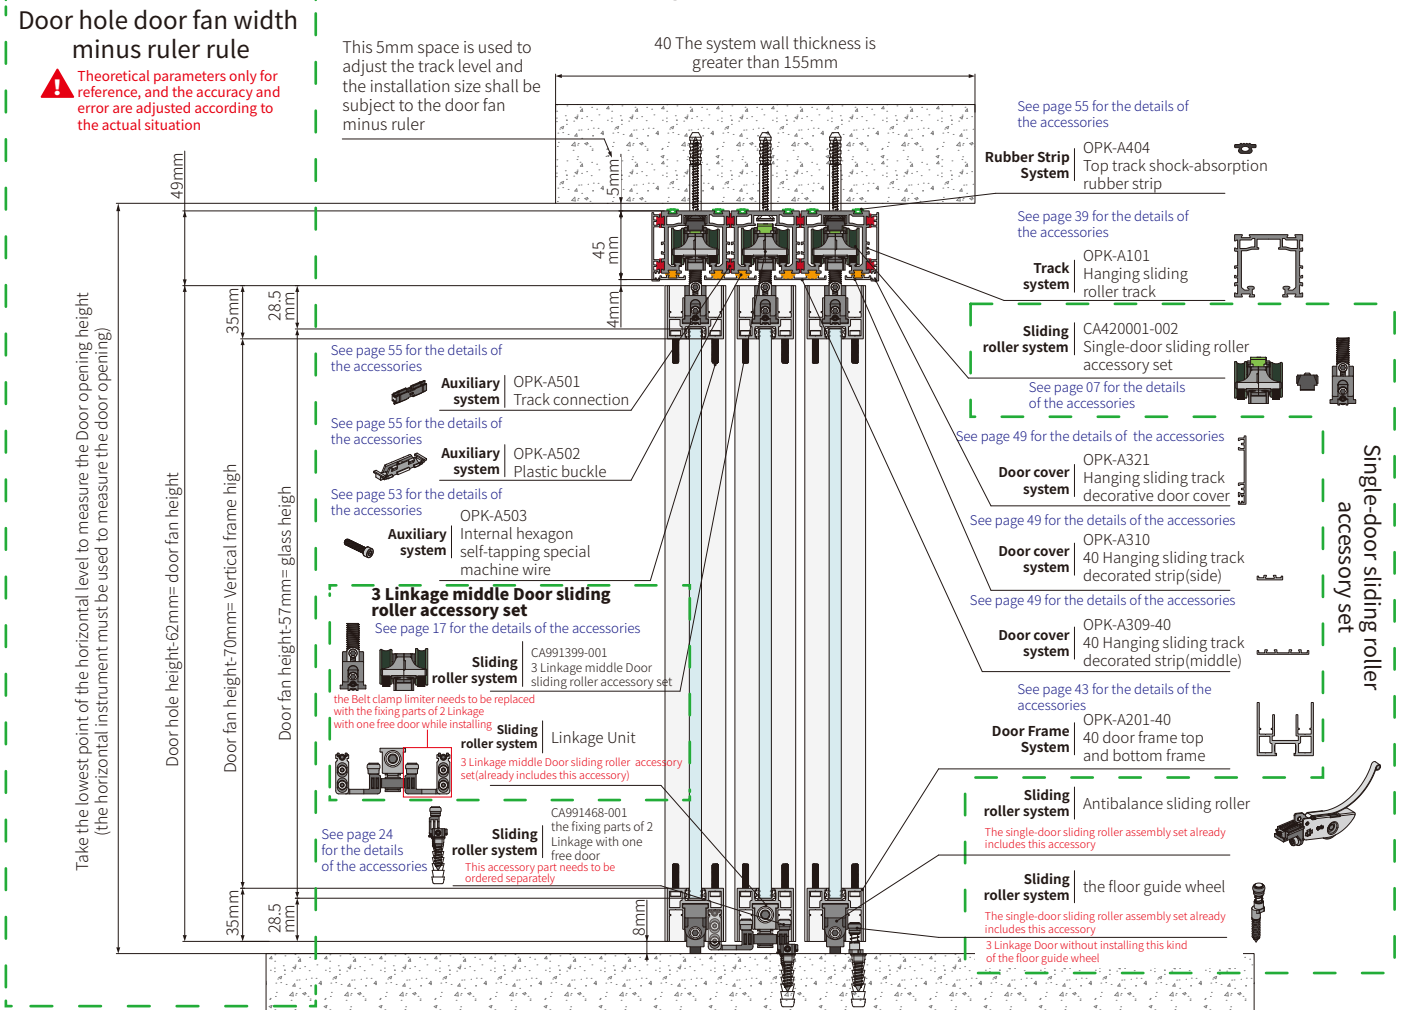 Door hole door fan width
minus ruler rule
Theoretical parameters only for
reference, and the accuracy and
error are adjusted according to
the actual situation
This 5mm space is used to
adjust the track level and
the installation size shall be
subject to the door fan
minus ruler
40 The system wall thickness is
greater than 155mm
49mm
5mm
45
mm
4mm
35mm
28.5
mm
Take the lowest point of the horizontal level to measure the Door opening height
(the horizontal instrument must be used to measure the door opening)
Door hole height-62mm= door fan height
Door fan height-70mm= Vertical frame high
Door fan height-57mm= glass heigh
35mm
28.5
mm
8mm
See page 55 for the details of
the accessories
Auxiliary
system
OPK-A501
Track connection
See page 55 for the details of
the accessories
Auxiliary
system
OPK-A502
Plastic buckle
See page 53 for the details of
the accessories
Auxiliary
system
OPK-A503
Internal hexagon
self-tapping special
machine wire
3 Linkage middle Door sliding
roller accessory set
See page 17 for the details of the accessories
Sliding
roller system
CA991399-001
3 Linkage middle Door
sliding roller accessory set
the Belt clamp limiter needs to be replaced
with the fixing parts of 2 Linkage
with one free door while installing
Sliding
roller system
Linkage Unit
3 Linkage middle Door sliding roller accessory
set(already includes this accessory)
See page 24
for the details
of the accessories
Sliding
roller system
CA991468-001
the fixing parts of 2
Linkage with one
free door
This accessory part needs to be
ordered separately
See page 55 for the details of
the accessories
Rubber Strip
System
OPK-A404
Top track shock-absorption
rubber strip
See page 39 for the details of
the accessories
Track
system
OPK-A101
Hanging sliding
roller track
Sliding
roller system
CA420001-002
Single-door sliding roller
accessory set
See page 07 for the details
of the accessories
See page 49 for the details of the accessories
Door cover
system
OPK-A321
Hanging sliding track
decorative door cover
See page 49 for the details of the accessories
Door cover
system
OPK-A310
40 Hanging sliding track
decorated strip(side)
See page 49 for the details of the accessories
Door cover
system
OPK-A309-40
40 Hanging sliding track
decorated strip(middle)
See page 43 for the details of the
accessories
Door Frame
System
OPK-A201-40
40 door frame top
and bottom frame
Single-door sliding roller
accessory set
Sliding
roller system
Antibalance sliding roller
The single-door sliding roller assembly set already
includes this accessory
Sliding
roller system
the floor guide wheel
The single-door sliding roller assembly set already
includes this accessory
3 Linkage Door without installing this kind
of the floor guide wheel